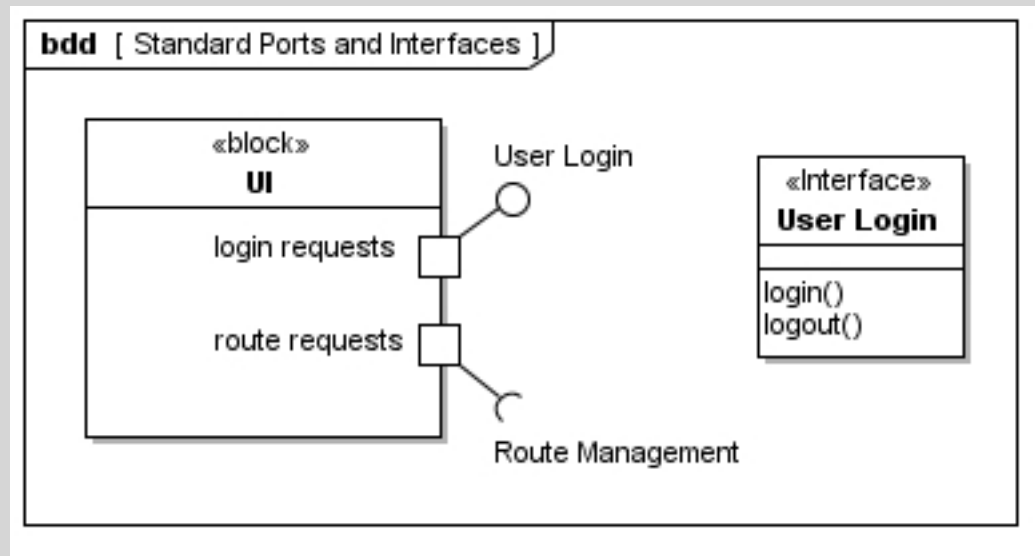 bdd [ Standard Ports and Interfaces ]
«block»
UI
login requests
route requests
User Login
Route Management
«Interface»
User Login
login()
logout()